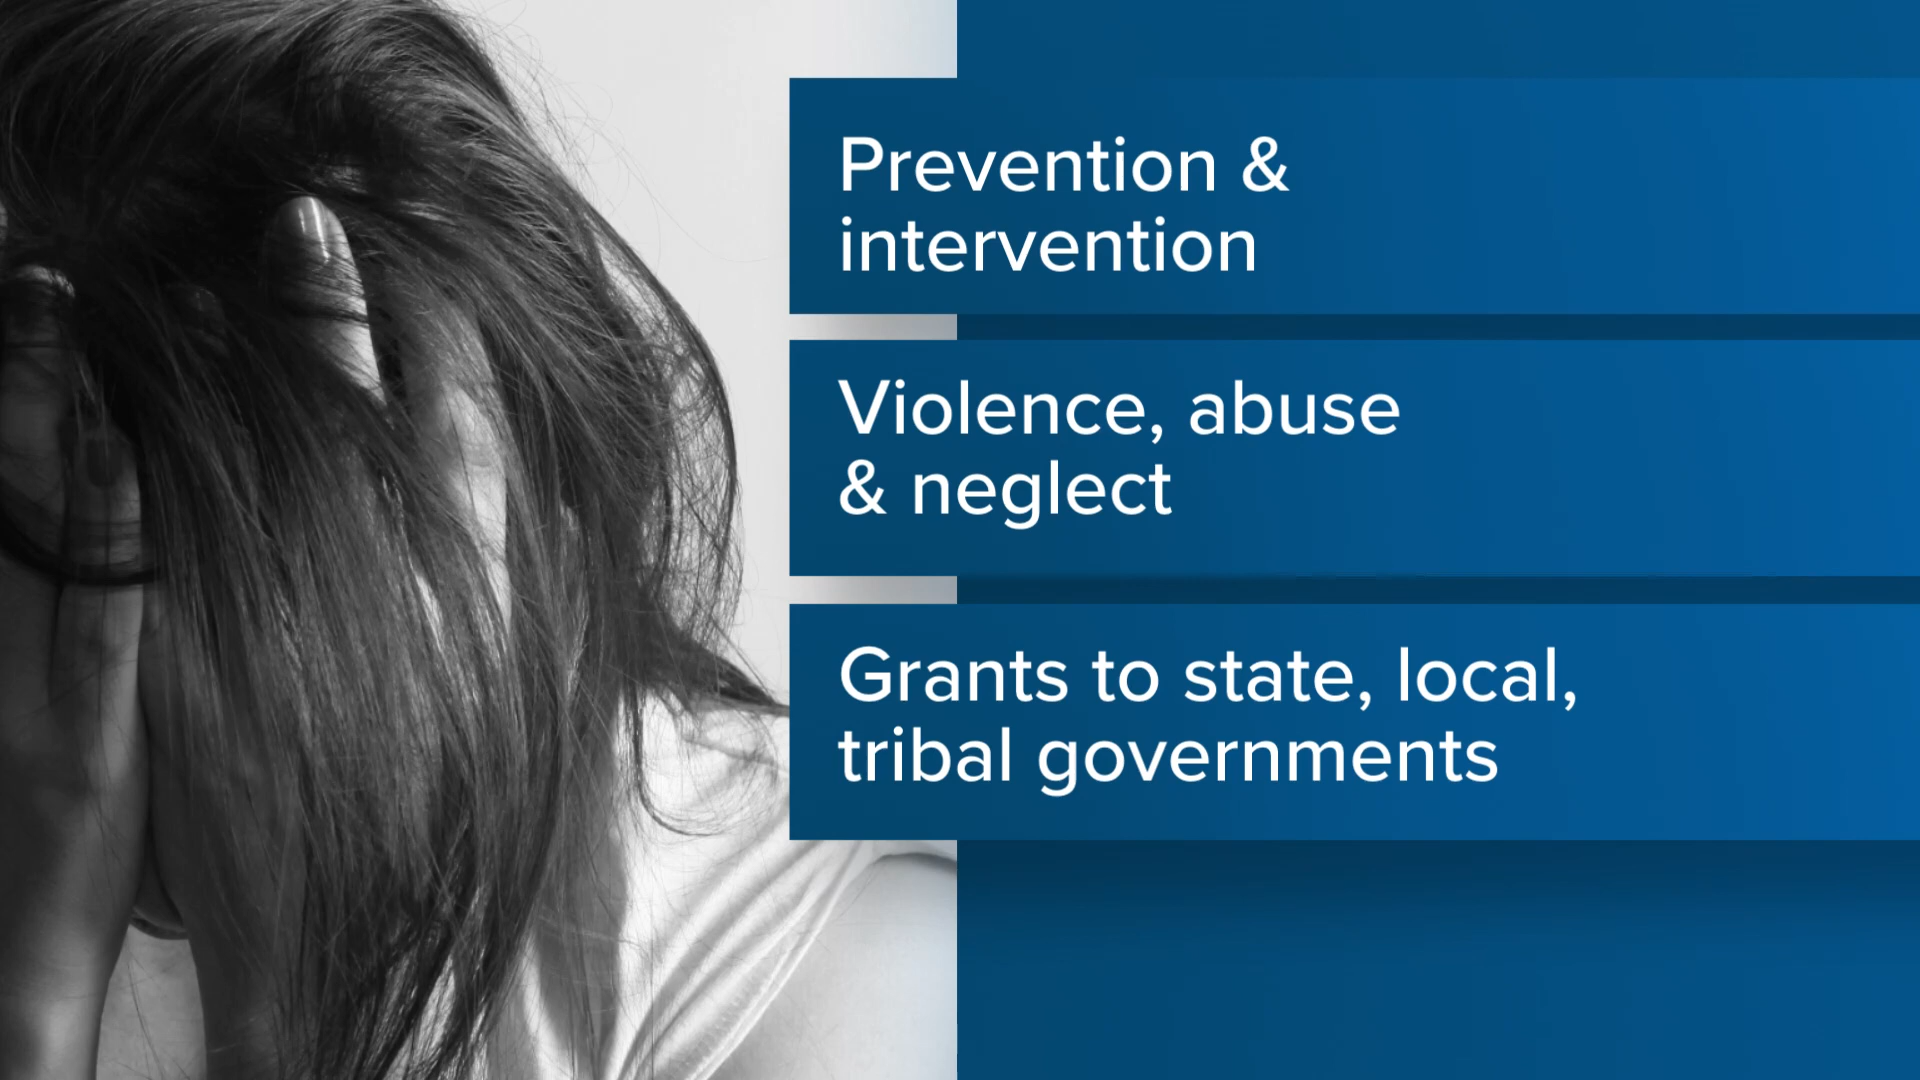 Prevention &
intervention
Violence, abuse
& neglect
Grants to state, local,
tribal governments